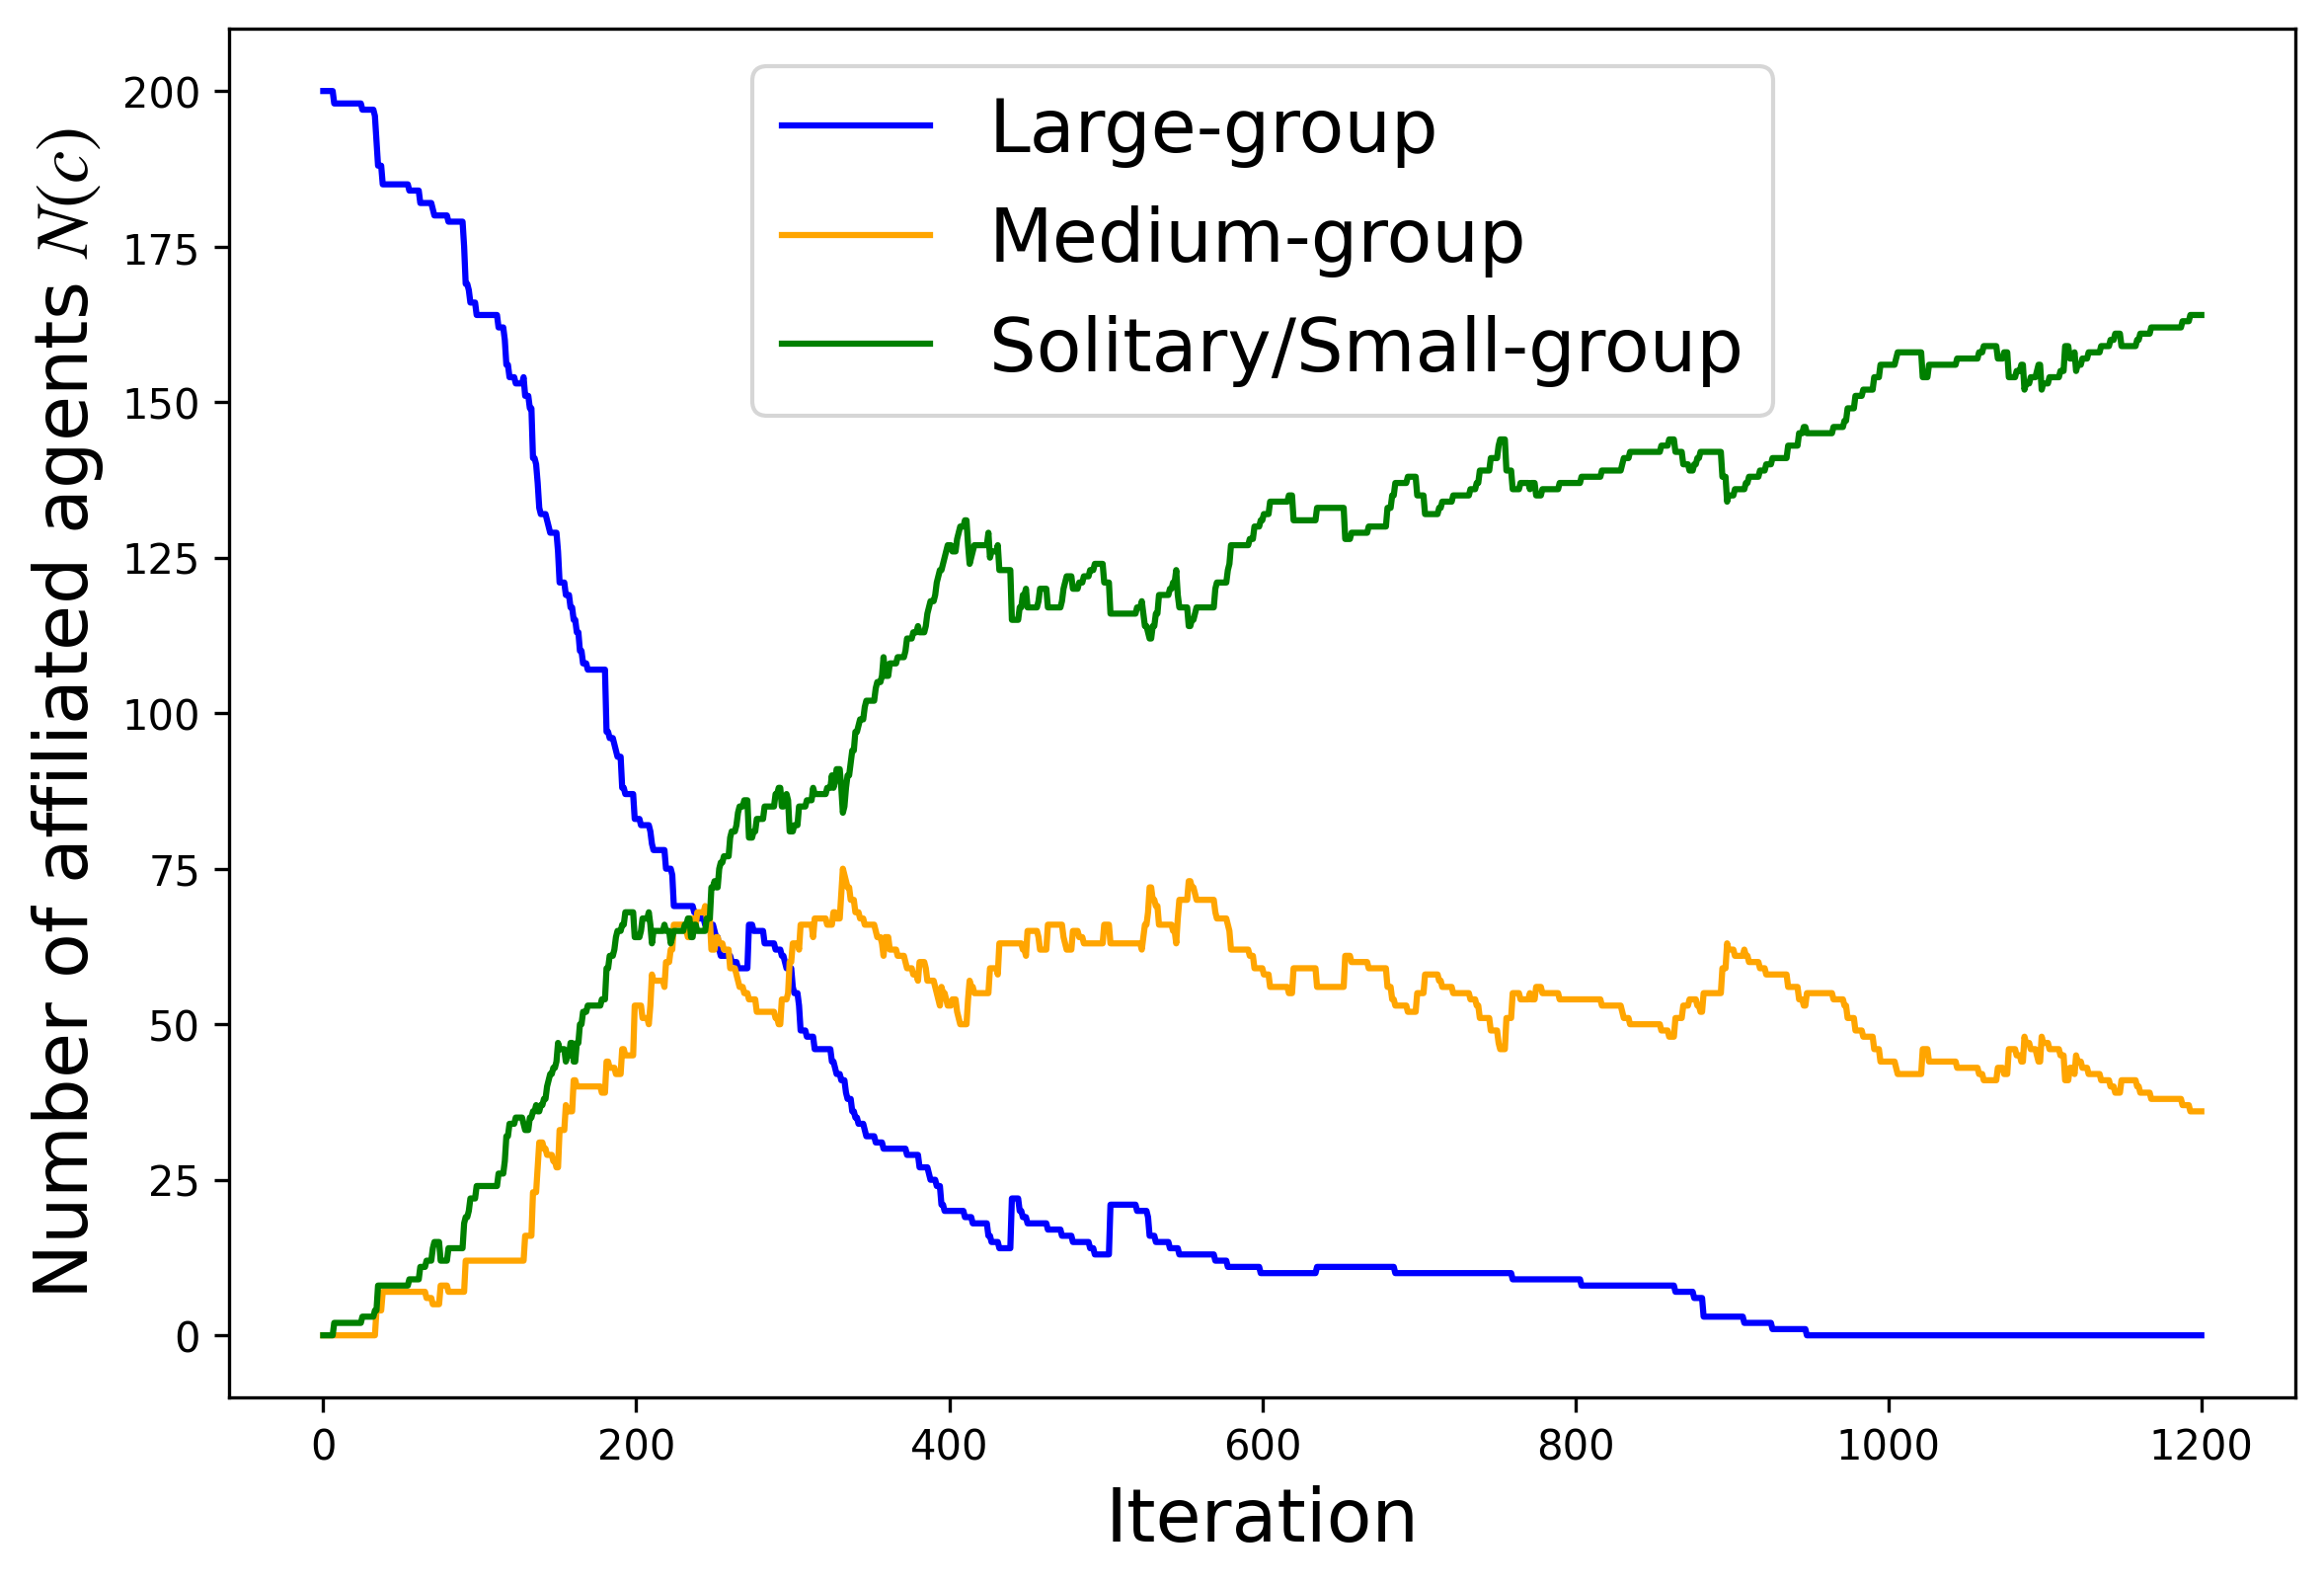 Number of affiliated agents N(c)
200
175
150
125
100
75
50
25
0
Large-group
Medium-group
Solitary/Small-group
0 200 400 600 800 1000 1200
Iteration